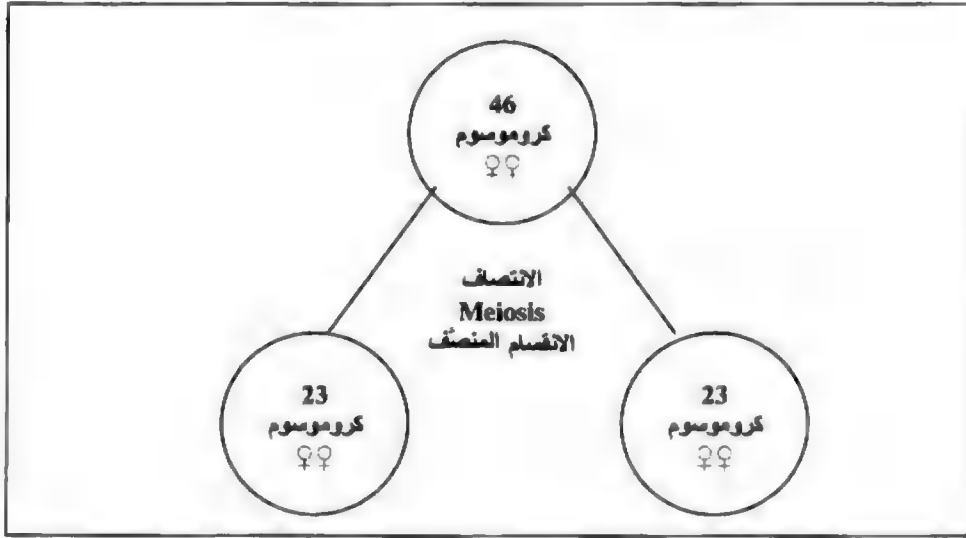 46
كروموسوم
♀♀
الانتصاف
Meiosis
الانقسام المنصّف
23
كروموسوم
♀♀
23
كروموسوم
♀♀